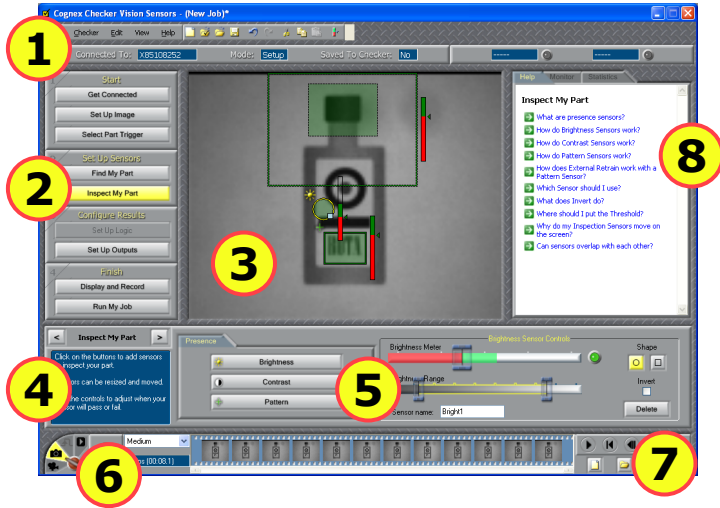 Cognex Checker Vision Sensors - (New Job)*
Checker Edit View Help
1
Connected To: X85108252 Mode: Setup Saved To Checker: No ----- -----
Start
Get Connected
Set Up Image
Select Part Trigger
Set Up Sensors
Find My Part
Inspect My Part
2
Configure Results
Set Up Logic
Set Up Outputs
4 Finish
Display and Record
Run My Job
3
Help Monitor Statistics
Inspect My Part
What are presence sensors?
How do Brightness Sensors work?
How do Contrast Sensors work?
How do Pattern Sensors work?
How does External Retrain work with a
Pattern Sensor?
Which Sensor should I use?
What does Invert do?
Where should I put the Threshold?
Why do my Inspection Sensors move on
the screen?
Can sensors overlap with each other?
8
< Inspect My Part >
Click on the buttons to add sensors
inspect your part.
can be resized and moved.
the controls to adjust when your
will pass or fail.
4
Presence
Brightness
Contrast
Pattern
5
Brightness Sensor Controls
Brightness Meter
Range
Sensor name: Bright1
Shape
Invert
Delete
Medium
(00:08.1)
6
7